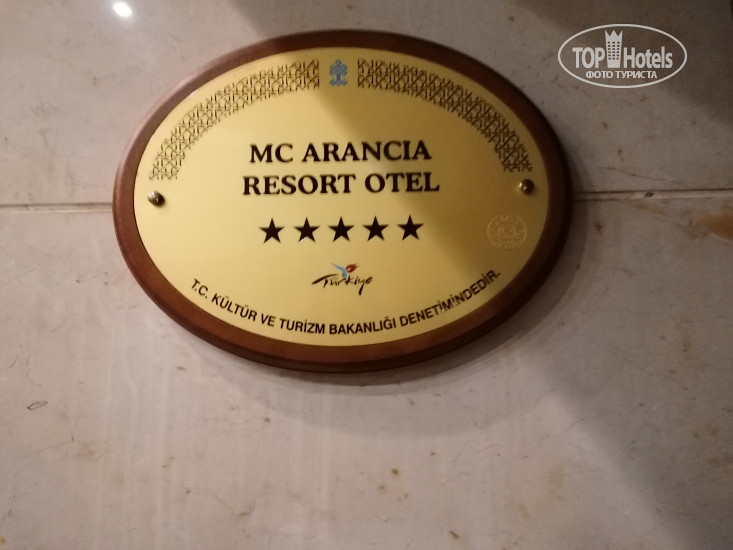 TOP Hotels
ФОТО ТУРИСТА
MC ARANCIA
RESORT OTEL
Türkiye
T.C. KÜLTÜR VE TURİZM BAKANLIĞI DENETİMİNDEDİR.